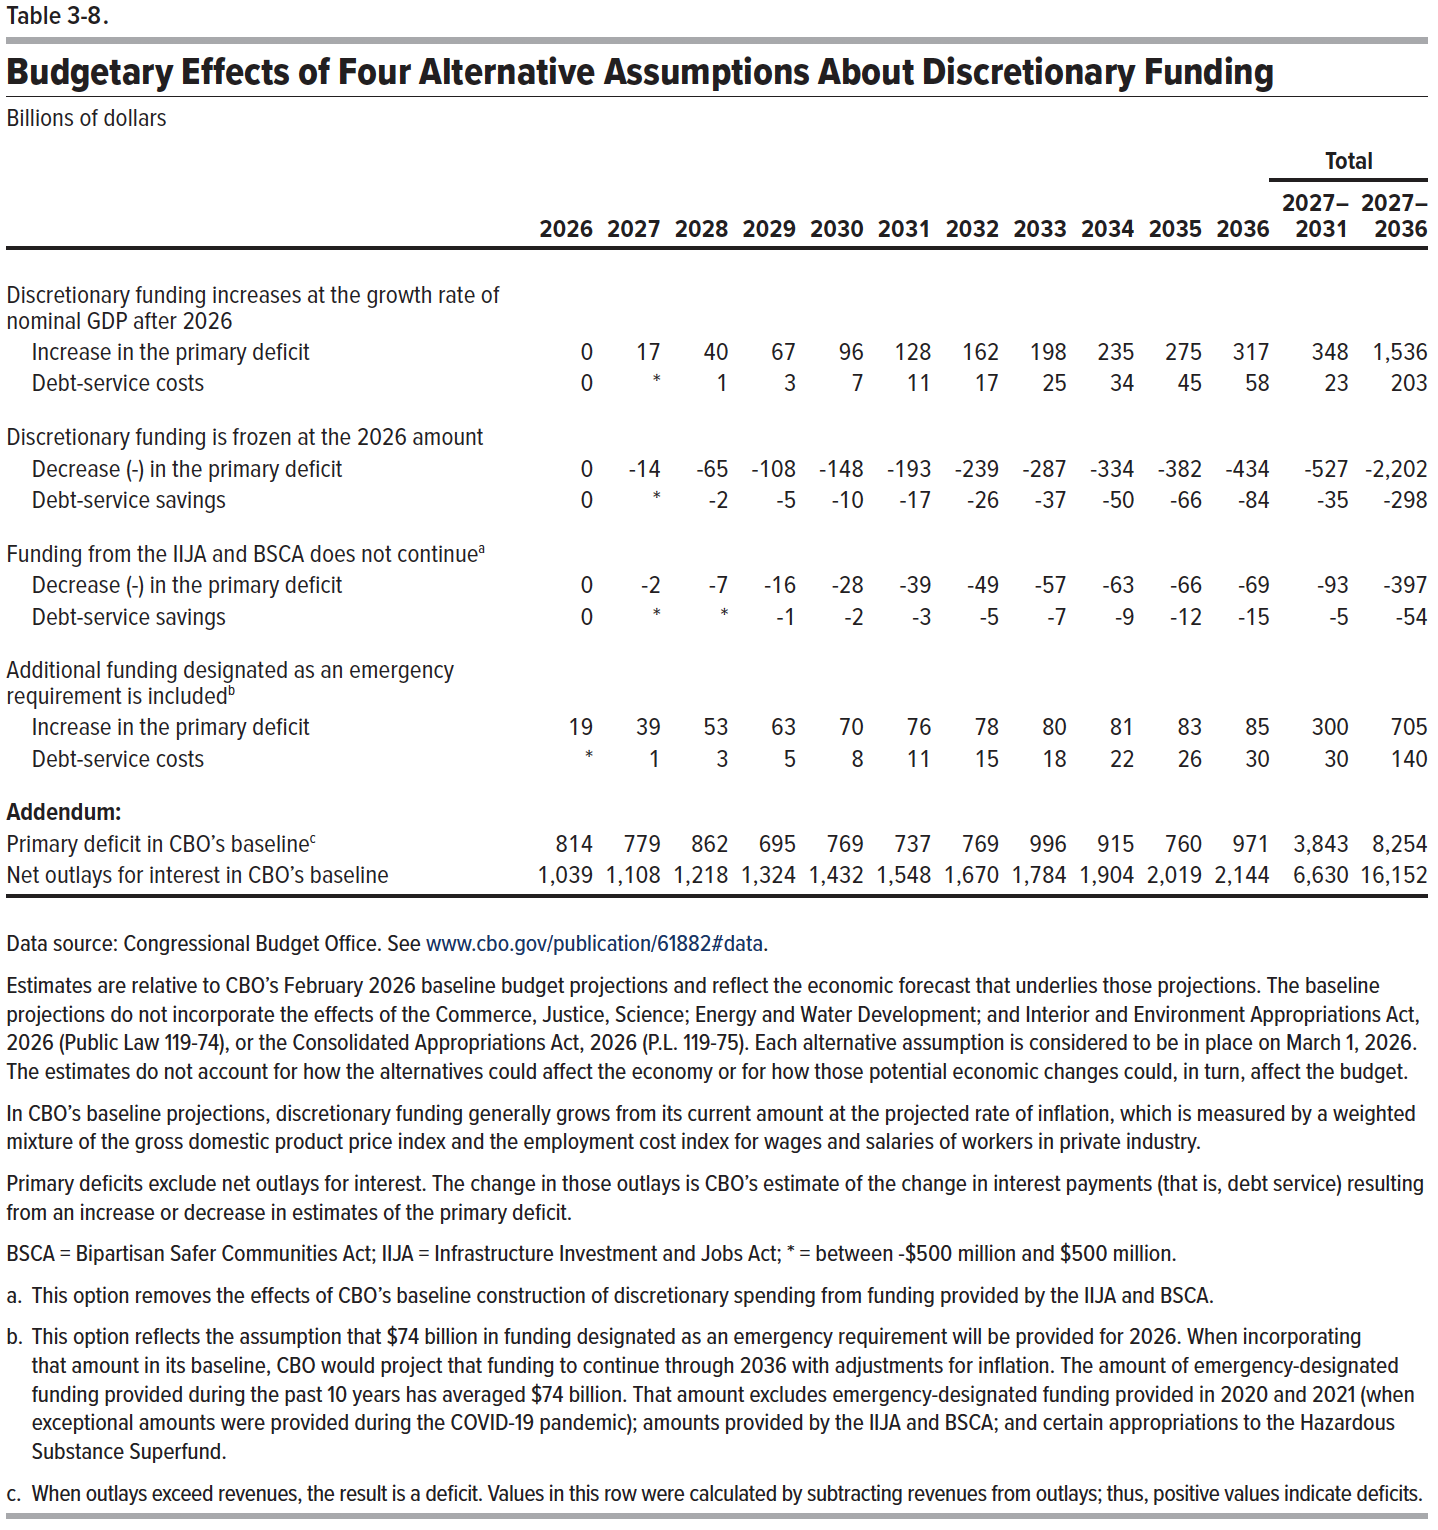 Table 3-8.
Budgetary Effects of Four Alternative Assumptions About Discretionary Funding
Billions of dollars
Total
2027– 2027–
2026 2027 2028 2029 2030 2031 2032 2033 2034 2035 2036 2031 2036
Discretionary funding increases at the growth rate of
nominal GDP after 2026
Increase in the primary deficit 0 17 40 67 96 128 162 198 235 275 317 348 1,536
Debt-service costs 0 * 1 3 7 11 17 25 34 45 58 23 203
Discretionary funding is frozen at the 2026 amount
Decrease (-) in the primary deficit 0 -14 -65 -108 -148 -193 -239 -287 -334 -382 -434 -527 -2,202
Debt-service savings 0 * -2 -5 -10 -17 -26 -37 -50 -66 -84 -35 -298
Funding from the IIJA and BSCA does not continueᵃ
Decrease (-) in the primary deficit 0 -2 -7 -16 -28 -39 -49 -57 -63 -66 -69 -93 -397
Debt-service savings 0 * * -1 -2 -3 -5 -7 -9 -12 -15 -5 -54
Additional funding designated as an emergency
requirement is includedᵇ
Increase in the primary deficit 19 39 53 63 70 76 78 80 81 83 85 300 705
Debt-service costs * 1 3 5 8 11 15 18 22 26 30 30 140
Addendum:
Primary deficit in CBO’s baselineᶜ 814 779 862 695 769 737 769 996 915 760 971 3,843 8,254
Net outlays for interest in CBO’s baseline 1,039 1,108 1,218 1,324 1,432 1,548 1,670 1,784 1,904 2,019 2,144 6,630 16,152
Data source: Congressional Budget Office. See www.cbo.gov/publication/61882#data.
Estimates are relative to CBO’s February 2026 baseline budget projections and reflect the economic forecast that underlies those projections. The baseline
projections do not incorporate the effects of the Commerce, Justice, Science; Energy and Water Development; and Interior and Environment Appropriations Act,
2026 (Public Law 119-74), or the Consolidated Appropriations Act, 2026 (P.L. 119-75). Each alternative assumption is considered to be in place on March 1, 2026.
The estimates do not account for how the alternatives could affect the economy or for how those potential economic changes could, in turn, affect the budget.
In CBO’s baseline projections, discretionary funding generally grows from its current amount at the projected rate of inflation, which is measured by a weighted
mixture of the gross domestic product price index and the employment cost index for wages and salaries of workers in private industry.
Primary deficits exclude net outlays for interest. The change in those outlays is CBO’s estimate of the change in interest payments (that is, debt service) resulting
from an increase or decrease in estimates of the primary deficit.
BSCA = Bipartisan Safer Communities Act; IIJA = Infrastructure Investment and Jobs Act; * = between -$500 million and $500 million.
a. This option removes the effects of CBO’s baseline construction of discretionary spending from funding provided by the IIJA and BSCA.
b. This option reflects the assumption that $74 billion in funding designated as an emergency requirement will be provided for 2026. When incorporating
that amount in its baseline, CBO would project that funding to continue through 2036 with adjustments for inflation. The amount of emergency-designated
funding provided during the past 10 years has averaged $74 billion. That amount excludes emergency-designated funding provided in 2020 and 2021 (when
exceptional amounts were provided during the COVID-19 pandemic); amounts provided by the IIJA and BSCA; and certain appropriations to the Hazardous
Substance Superfund.
c. When outlays exceed revenues, the result is a deficit. Values in this row were calculated by subtracting revenues from outlays; thus, positive values indicate deficits.